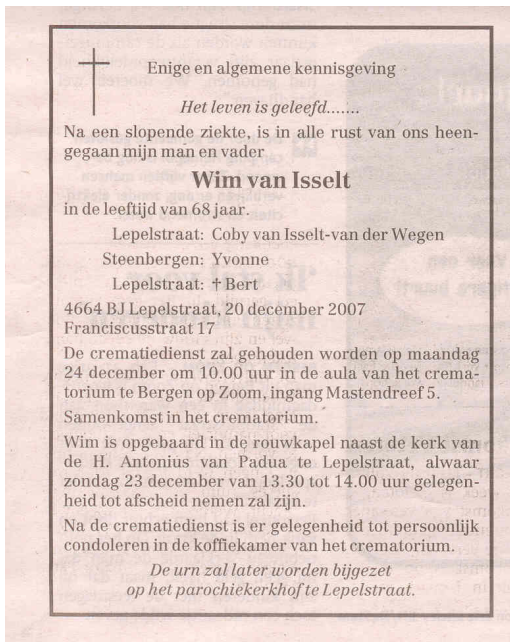 Enige en algemene kennisgeving
Het leven is geleefd.......
Na een slopende ziekte, is in alle rust van ons heen-
gegaan mijn man en vader
Wim van Isselt
in de leeftijd van 68 jaar.
Lepelstraat: Coby van Isselt-van der Wegen
Steenbergen: Yvonne
Lepelstraat: † Bert
4664 BJ Lepelstraat, 20 december 2007
Franciscusstraat 17
De crematiedienst zal gehouden worden op maandag
24 december om 10.00 uur in de aula van het crema-
torium te Bergen op Zoom, ingang Mastendreef 5.
Samenkomst in het crematorium.
Wim is opgebaard in de rouwkapel naast de kerk van
de H. Antonius van Padua te Lepelstraat, alwaar
zondag 23 december van 13.30 tot 14.00 uur gelegen-
heid tot afscheid nemen zal zijn.
Na de crematiedienst is er gelegenheid tot persoonlijk
condoleren in de koffiekamer van het crematorium.
De urn zal later worden bijgezet
op het parochiekerkhof te Lepelstraat.